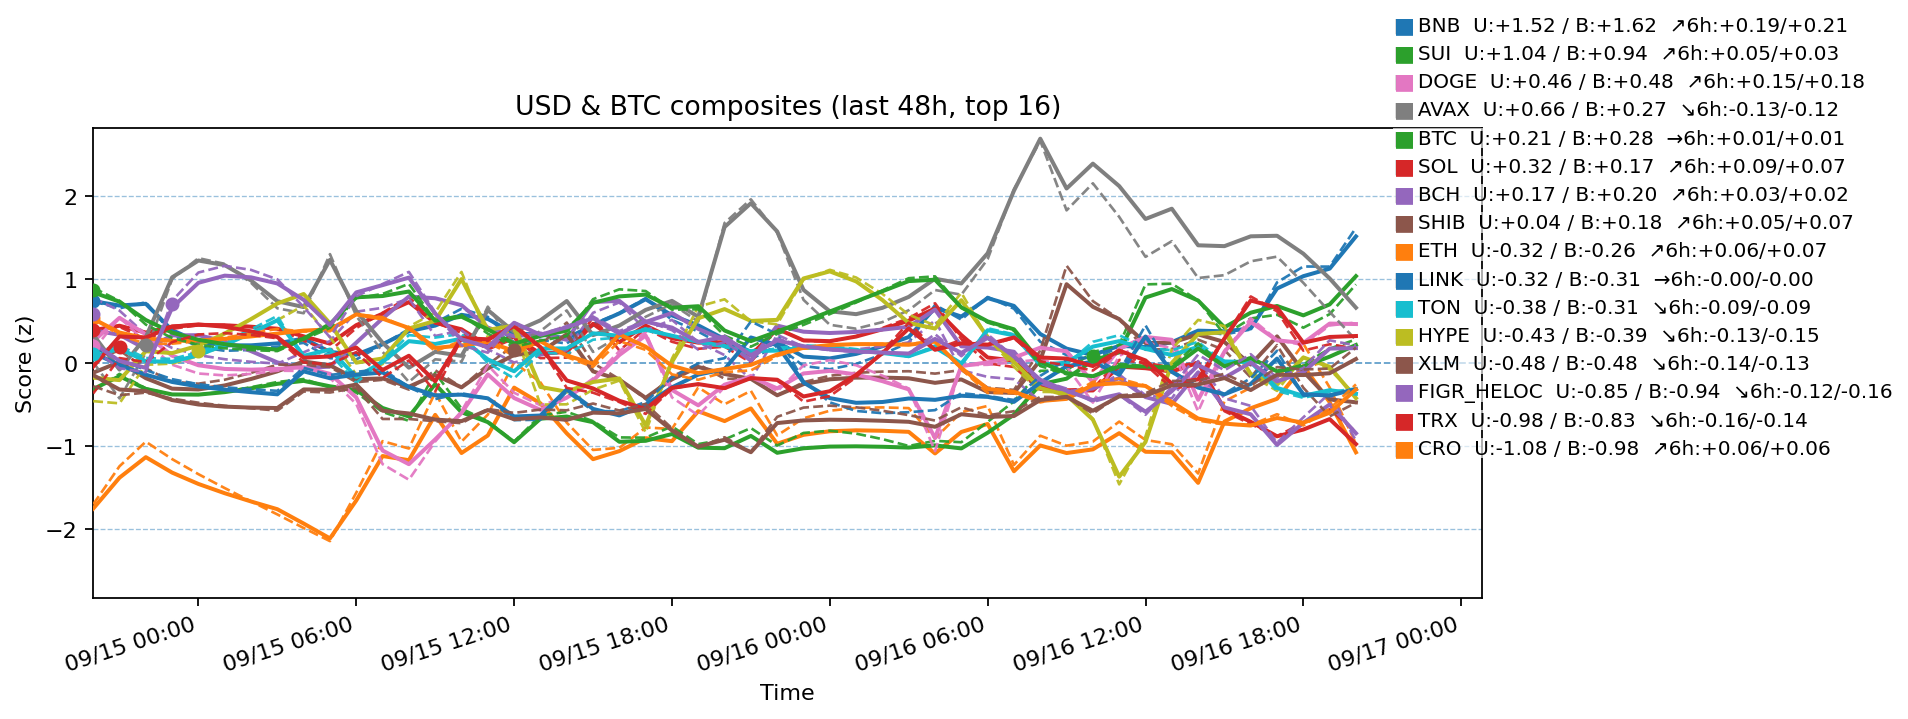 USD & BTC composites (last 48h, top 16)
BNB  U:+1.52 / B:+1.62  ↗6h:+0.19/+0.21
SUI  U:+1.04 / B:+0.94  ↗6h:+0.05/+0.03
DOGE  U:+0.46 / B:+0.48  ↗6h:+0.15/+0.18
AVAX  U:+0.66 / B:+0.27  ↘6h:-0.13/-0.12
BTC  U:+0.21 / B:+0.28  →6h:+0.01/+0.01
SOL  U:+0.32 / B:+0.17  ↗6h:+0.09/+0.07
BCH  U:+0.17 / B:+0.20  ↗6h:+0.03/+0.02
SHIB  U:+0.04 / B:+0.18  ↗6h:+0.05/+0.07
ETH  U:-0.32 / B:-0.26  ↗6h:+0.06/+0.07
LINK  U:-0.32 / B:-0.31  →6h:-0.00/-0.00
TON  U:-0.38 / B:-0.31  ↘6h:-0.09/-0.09
HYPE  U:-0.43 / B:-0.39  ↘6h:-0.13/-0.15
XLM  U:-0.48 / B:-0.48  ↘6h:-0.14/-0.13
FIGR_HELOC  U:-0.85 / B:-0.94  ↘6h:-0.12/-0.16
TRX  U:-0.98 / B:-0.83  ↘6h:-0.16/-0.14
CRO  U:-1.08 / B:-0.98  ↗6h:+0.06/+0.06
Score (z)
2
1
0
−1
−2
09/15 00:00
09/15 06:00
09/15 12:00
09/15 18:00
09/16 00:00
09/16 06:00
09/16 12:00
09/16 18:00
09/17 00:00
Time